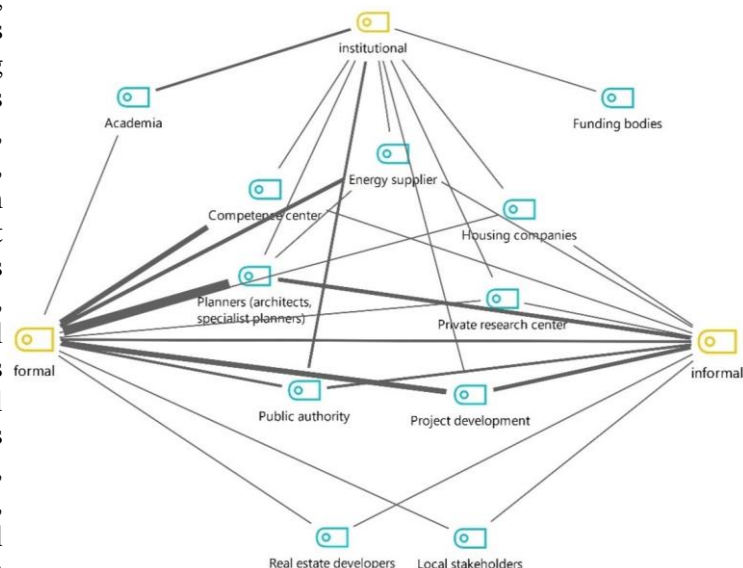 institutional
Academia
Funding bodies
Energy supplier
Competence center
Housing companies
Planners (architects,
specialist planners)
Private research center
formal
informal
Public authority
Project development
Real estate developers
Local stakeholders